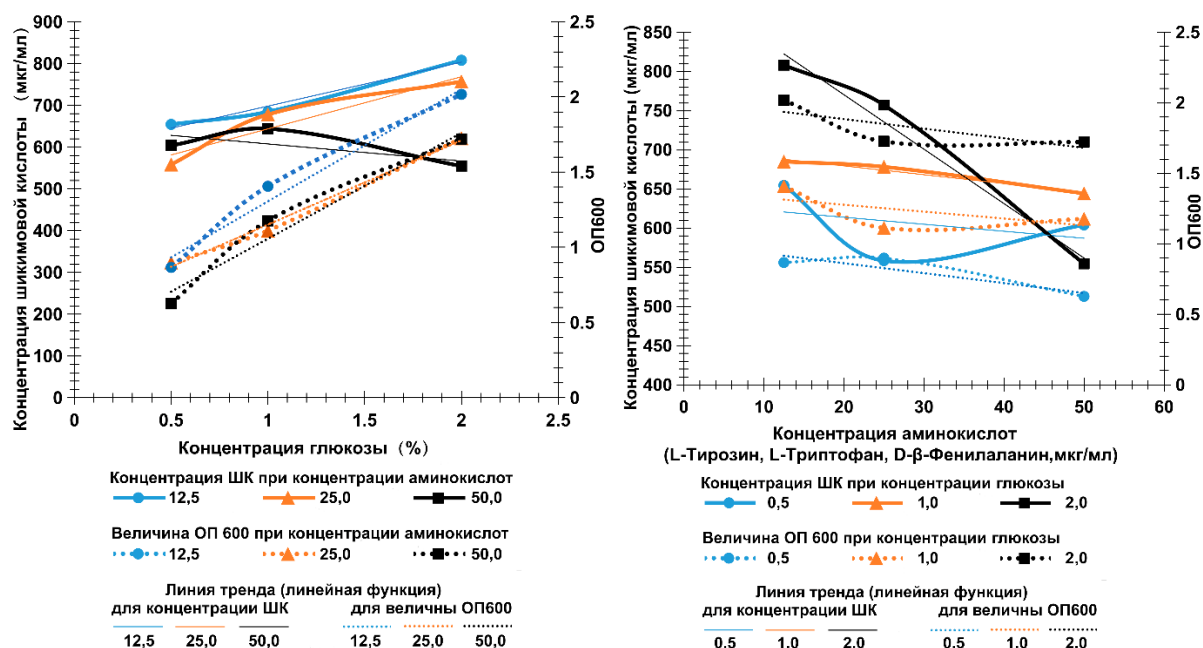 Концентрация шикимовой кислоты (мкг/мл)
900
800
700
600
500
400
300
200
100
0
2.5
2
1.5
1
0.5
0
ОП600
0
0.5
1
1.5
2
2.5
Концентрация глюкозы (%)
Концентрация ШК при концентрации аминокислот
12,5 25,0 50,0
Величина ОП 600 при концентрации аминокислот
12,5 25,0 50,0
Линия тренда (линейная функция)
для концентрации ШК для величны ОП600
12,5 25,0 50,0 12,5 25,0 50,0
Концентрация шикимовой кислоты (мкг/мл)
850
800
750
700
650
600
550
500
450
400
2.5
2
1.5
1
0.5
0
ОП600
0
10
20
30
40
50
60
Концентрация аминокислот
(L-Тирозин, L-Триптофан, D-β-Фенилаланин,мкг/мл)
Концентрация ШК при концентрации глюкозы
0,5 1,0 2,0
Величина ОП 600 при концентрации глюкозы
0,5 1,0 2,0
Линия тренда (линейная функция)
для концентрации ШК для величны ОП600
0.5 1.0 2.0 0.5 1.0 2.0